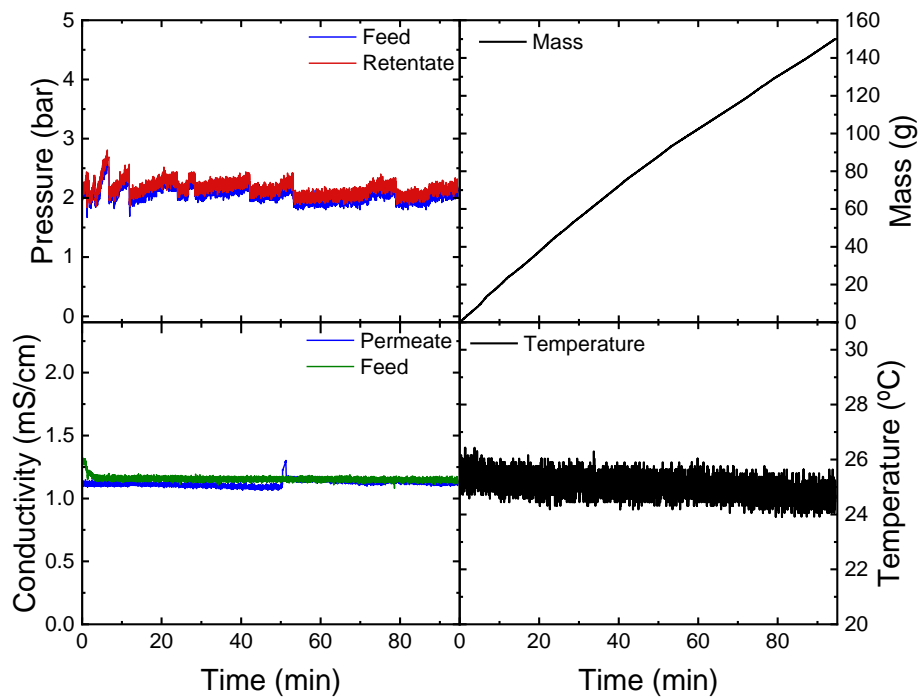 5
4
3
2
1
0
Pressure (bar)
Feed
Retentate
Mass
160
140
120
100
80
60
40
20
0
Mass (g)
2.0
1.5
1.0
0.5
0.0
Conductivity (mS/cm)
Permeate
Feed
0 20 40 60 80
Time (min)
Temperature
30
28
26
24
22
20
Temperature (ºC)
0 20 40 60 80
Time (min)